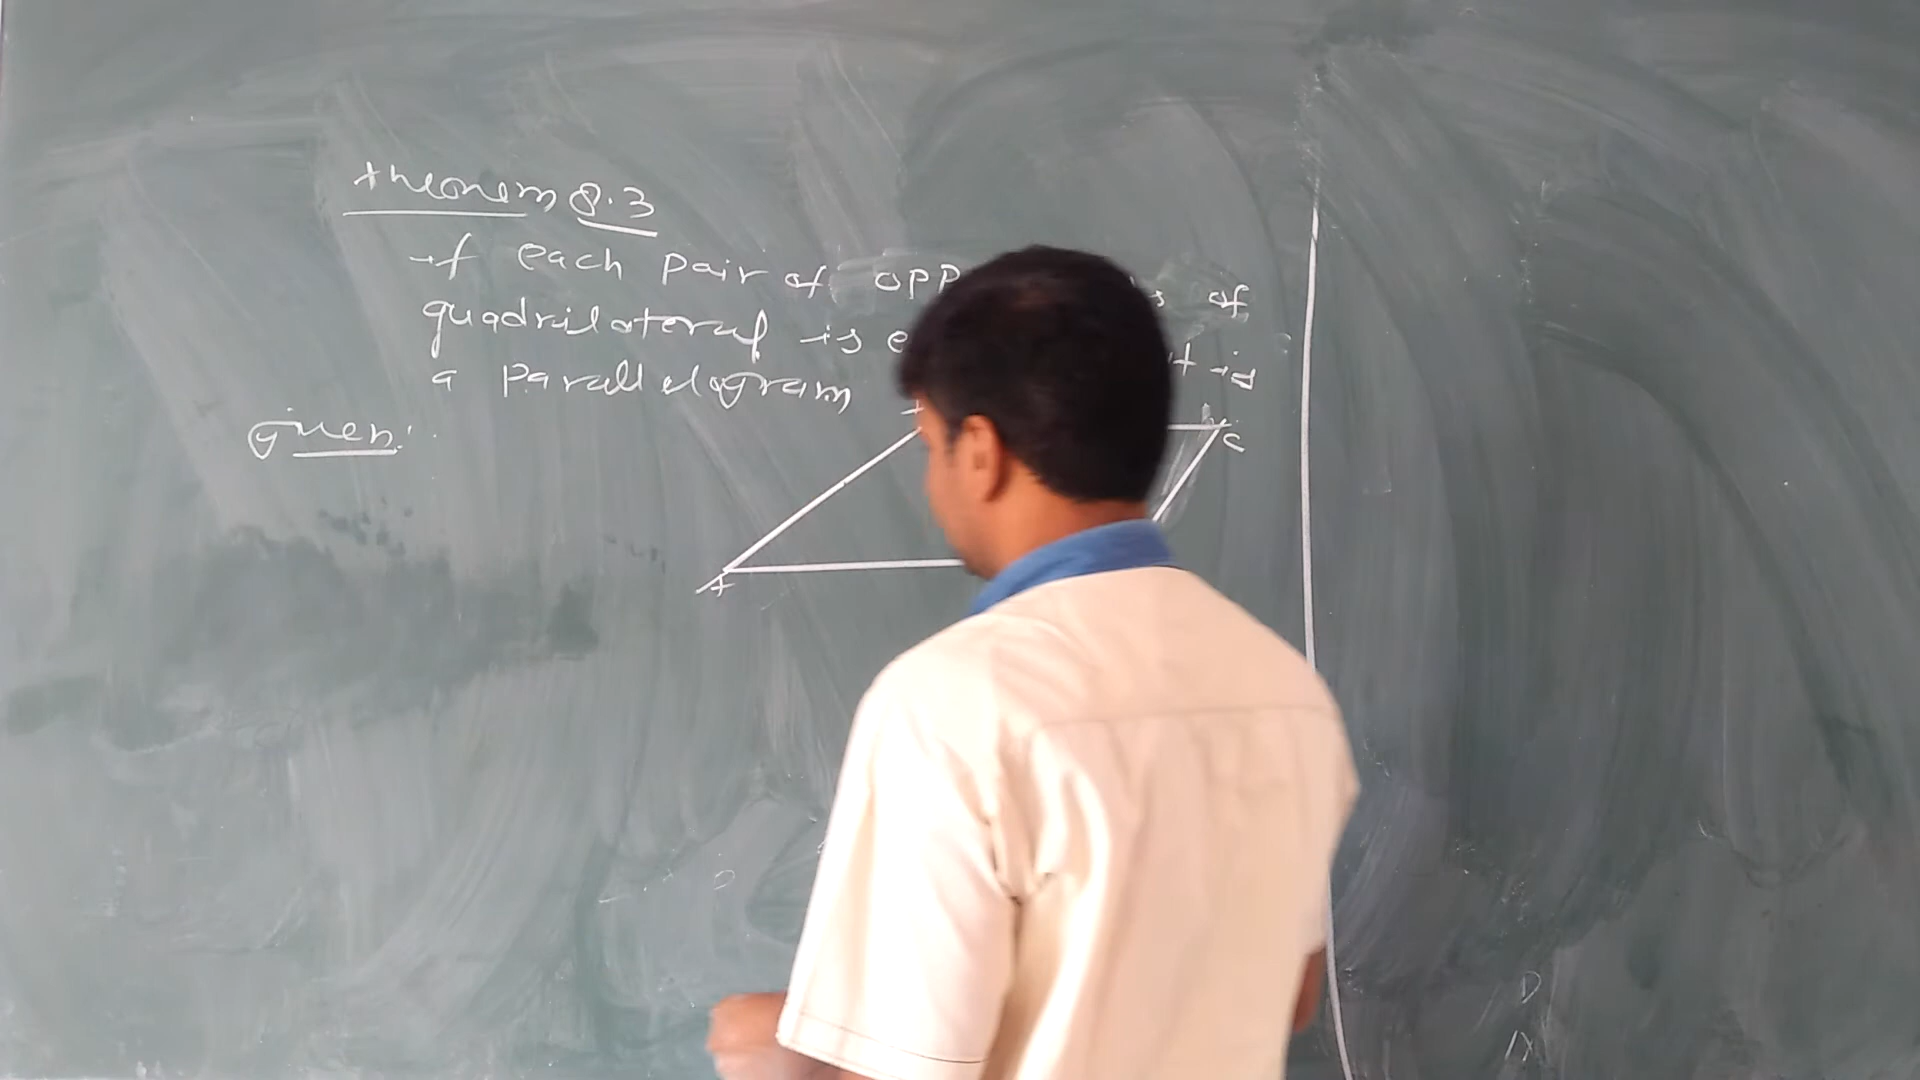 theorem 8.3
if each pair of opp s of
quadrilateral is e it is
a parallelogram
given:
C
A
D
A